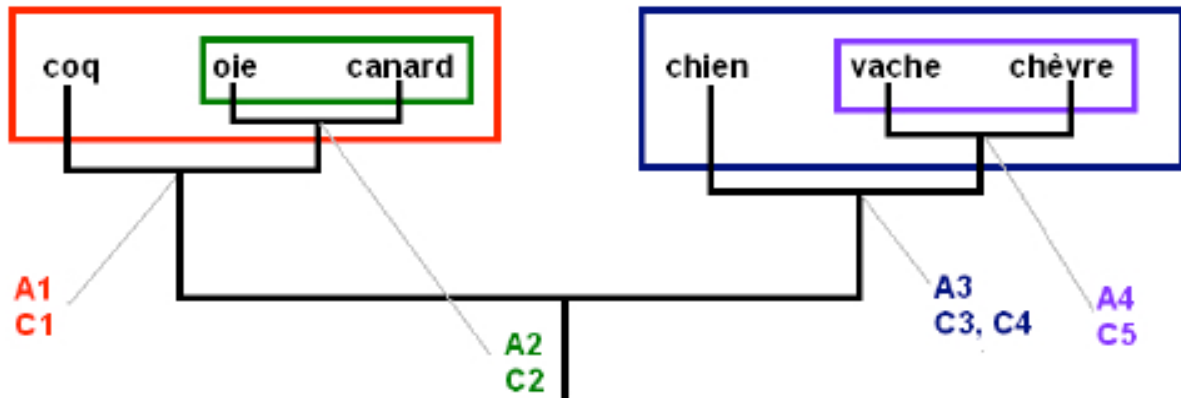 coq oie canard chien vache chèvre
A1
C1
A2
C2
A3
C3, C4
A4
C5